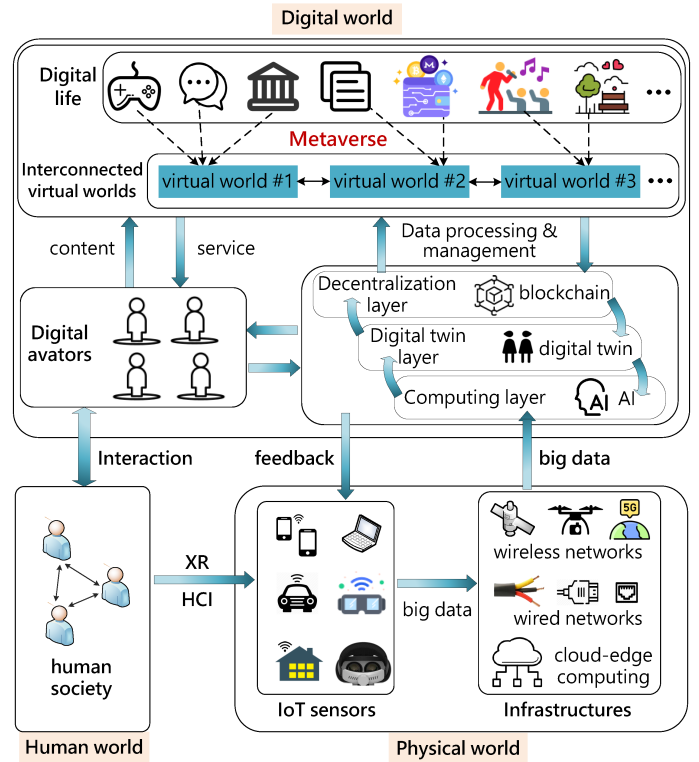 Digital world
Digital
life
Metaverse
Interconnected
virtual worlds
virtual world #1
virtual world #2
virtual world #3
content
service
Data processing &
management
Digital
avators
Decentralization
layer
blockchain
Digital twin
layer
digital twin
Computing layer
AI
AI
Interaction
feedback
big data
human
society
XR
HCI
big data
5G
wireless networks
wired networks
cloud-edge
computing
IoT sensors
Infrastructures
Human world
Physical world